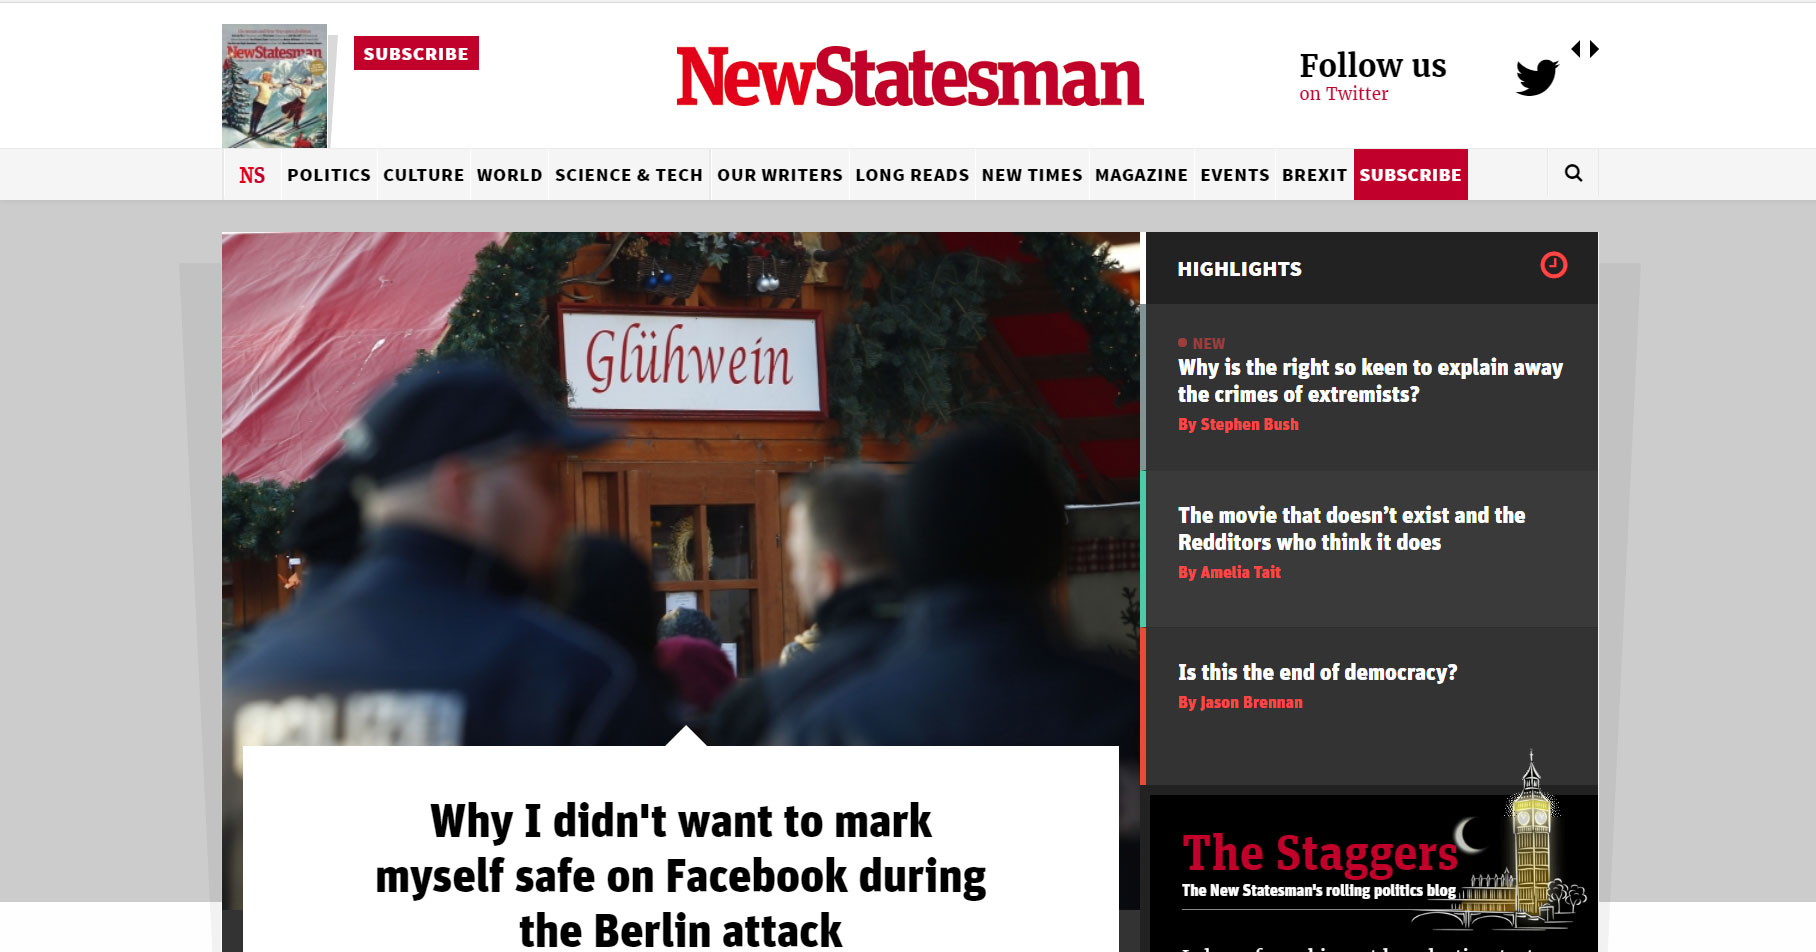 NewStatesman
SUBSCRIBE
NewStatesman
Follow us
on Twitter
NS
POLITICS
CULTURE
WORLD
SCIENCE & TECH
OUR WRITERS
LONG READS
NEW TIMES
MAGAZINE
EVENTS
BREXIT
SUBSCRIBE
Glühwein
POLIZEI
Why I didn't want to mark
myself safe on Facebook during
the Berlin attack
HIGHLIGHTS
NEW
Why is the right so keen to explain away
the crimes of extremists?
By Stephen Bush
The movie that doesn’t exist and the
Redditors who think it does
By Amelia Tait
Is this the end of democracy?
By Jason Brennan
The Staggers
The New Statesman's rolling politics blog